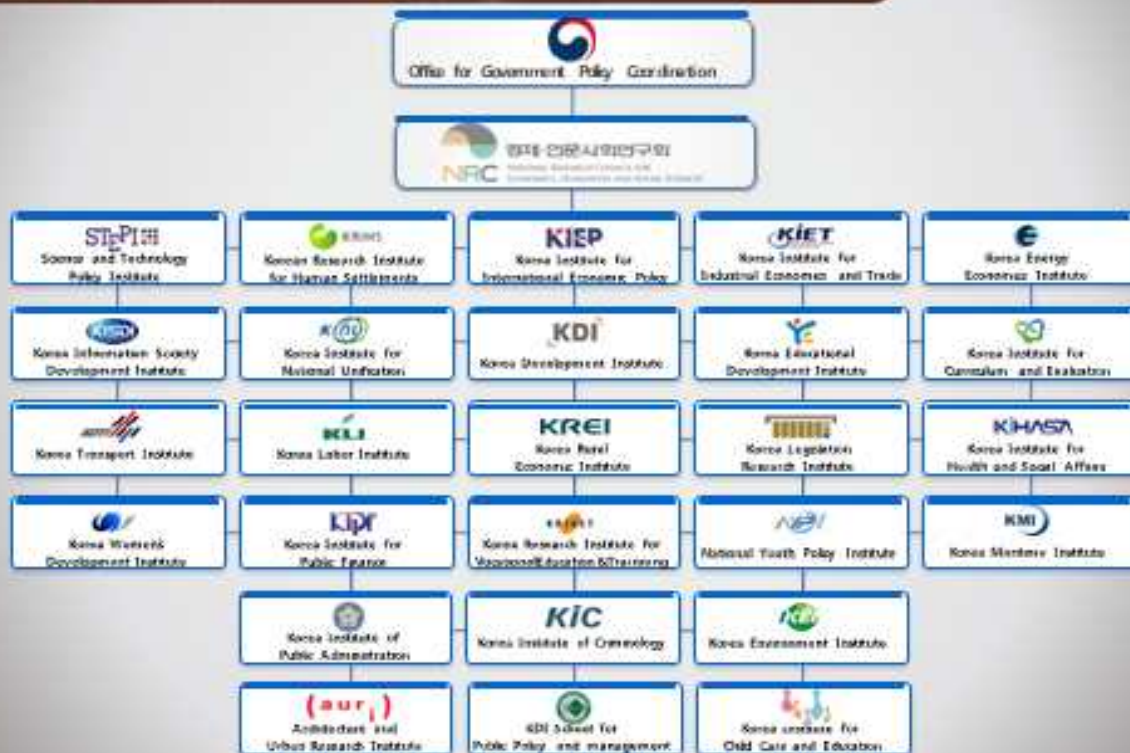 Office for Government Policy Coordination
경제·인문사회연구회
NRC
STEPI
Science and Technology
Policy Institute
KRIHS
Korean Research Institute
for Human Settlements
KIEP
Korea Institute for
International Economic Policy
KiET
Korea Institute for
Industrial Economics and Trade
Korea Energy
Economics Institute
KISDI
Korea Information Society
Development Institute
Korea Institute for
National Unification
KDI
Korea Development Institute
Korea Educational
Development Institute
Korea Institute for
Curriculum and Evaluation
Korea Transport Institute
KLI
Korea Labor Institute
KREI
Korea Rural
Economic Institute
Korea Legislation
Research Institute
KiHASA
Korea Institute for
Health and Social Affairs
Korea Women's
Development Institute
KIPF
Korea Institute for
Public Finance
Korea Research Institute for
VocationalEducation &Training
National Youth Policy Institute
KMI
Korea Maritime Institute
Korea Institute of
Public Administration
KiC
Korea Institute of Criminology
KEI
Korea Environment Institute
(auri)
Architecture and
Urban Research Institute
KDI School for
Public Policy and management
Korea Institute for
Child Care and Education